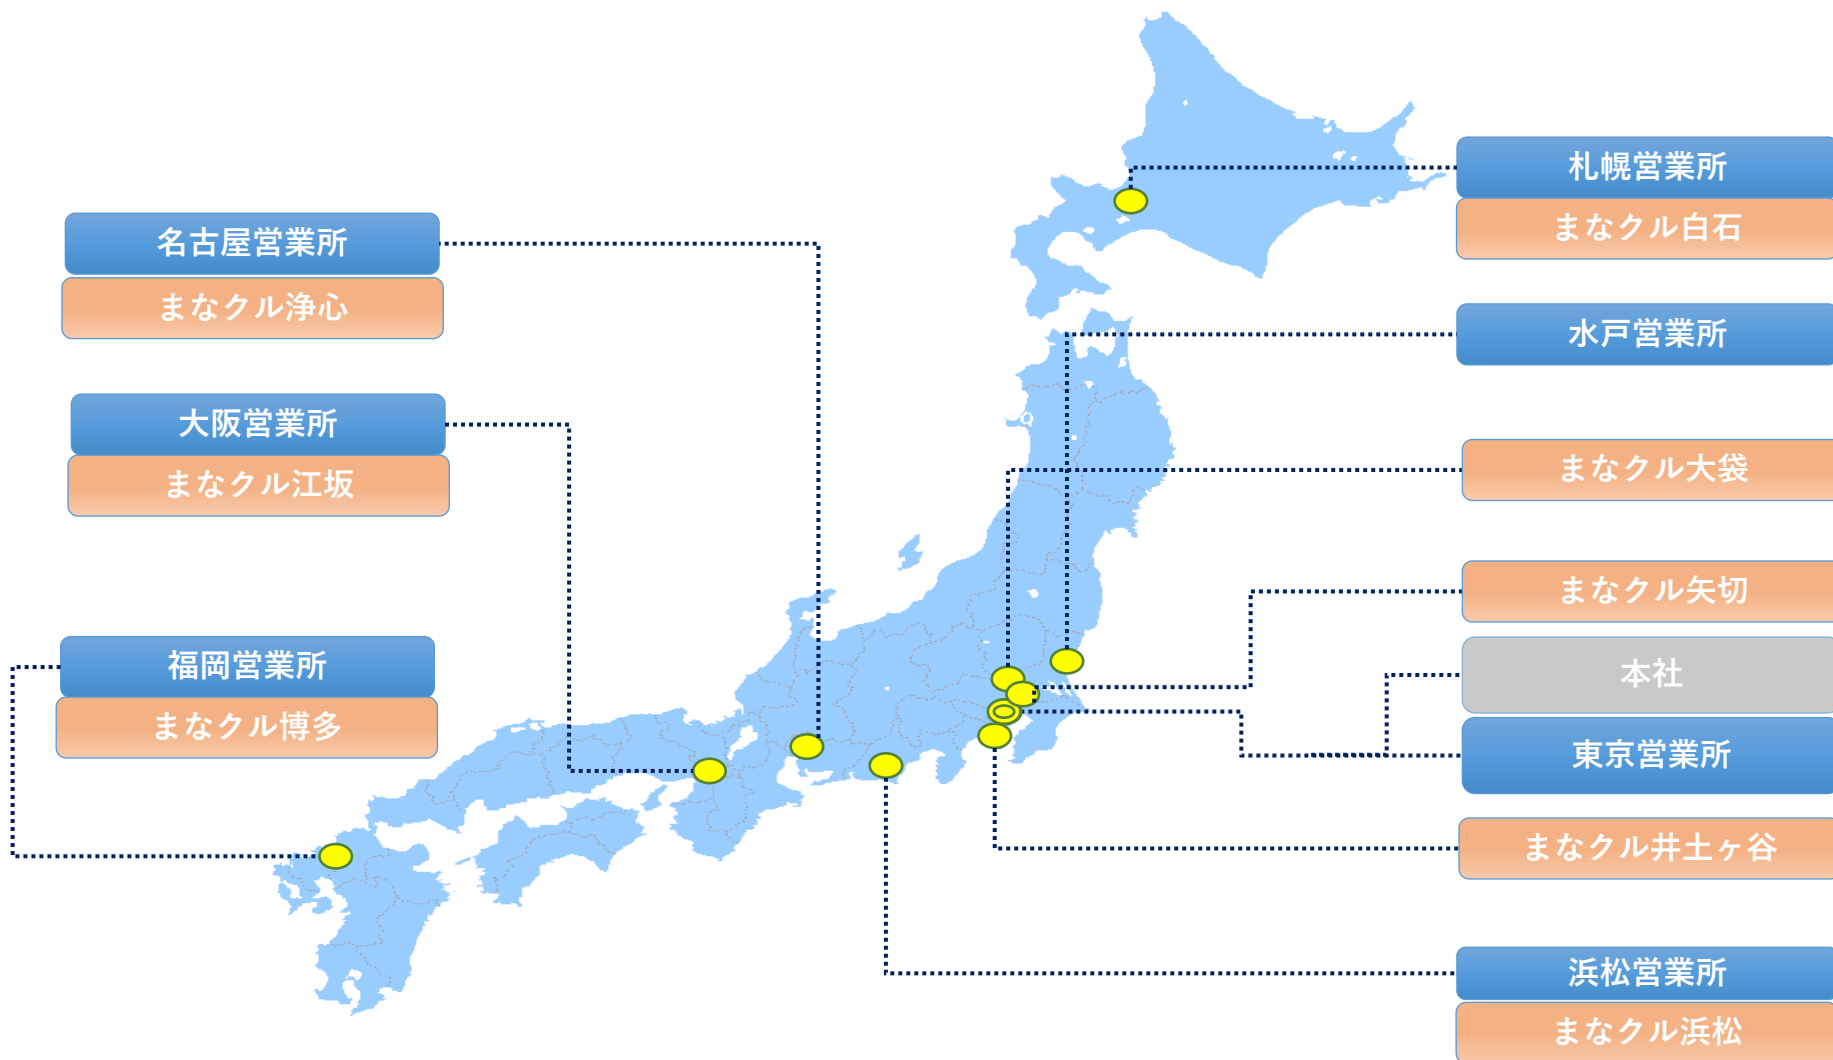 名古屋営業所
まなクル浄心
大阪営業所
まなクル江坂
福岡営業所
まなクル博多
札幌営業所
まなクル白石
水戸営業所
まなクル大袋
まなクル矢切
本社
東京営業所
まなクル井土ヶ谷
浜松営業所
まなクル浜松